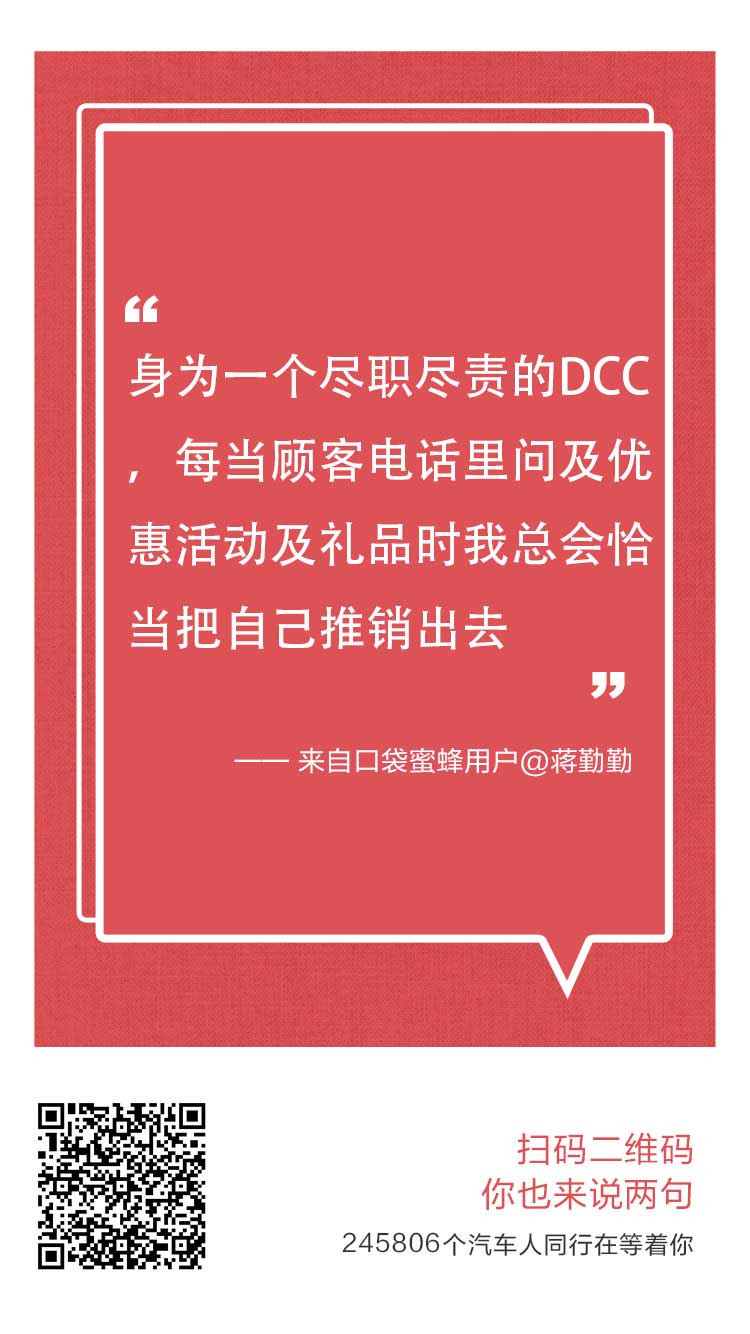 “
身为一个尽职尽责的DCC
，每当顾客电话里问及优
惠活动及礼品时我总会恰
当把自己推销出去
”
—— 来自口袋蜜蜂用户@蒋勤勤
扫码二维码
你也来说两句
245806个汽车人同行在等着你